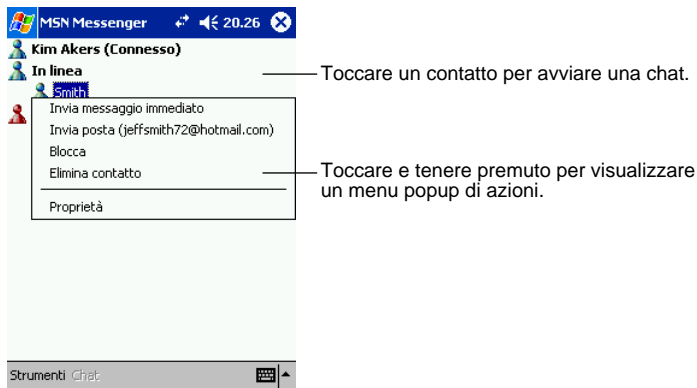 MSN Messenger 20.26
Kim Akers (Connesso)
In linea
Toccare un contatto per avviare una chat.
Smith
Invia messaggio immediato
Invia posta (jeffsmith72@hotmail.com)
Blocca
Elimina contatto
Toccare e tenere premuto per visualizzare
un menu popup di azioni.
Proprietà
Strumenti Chat